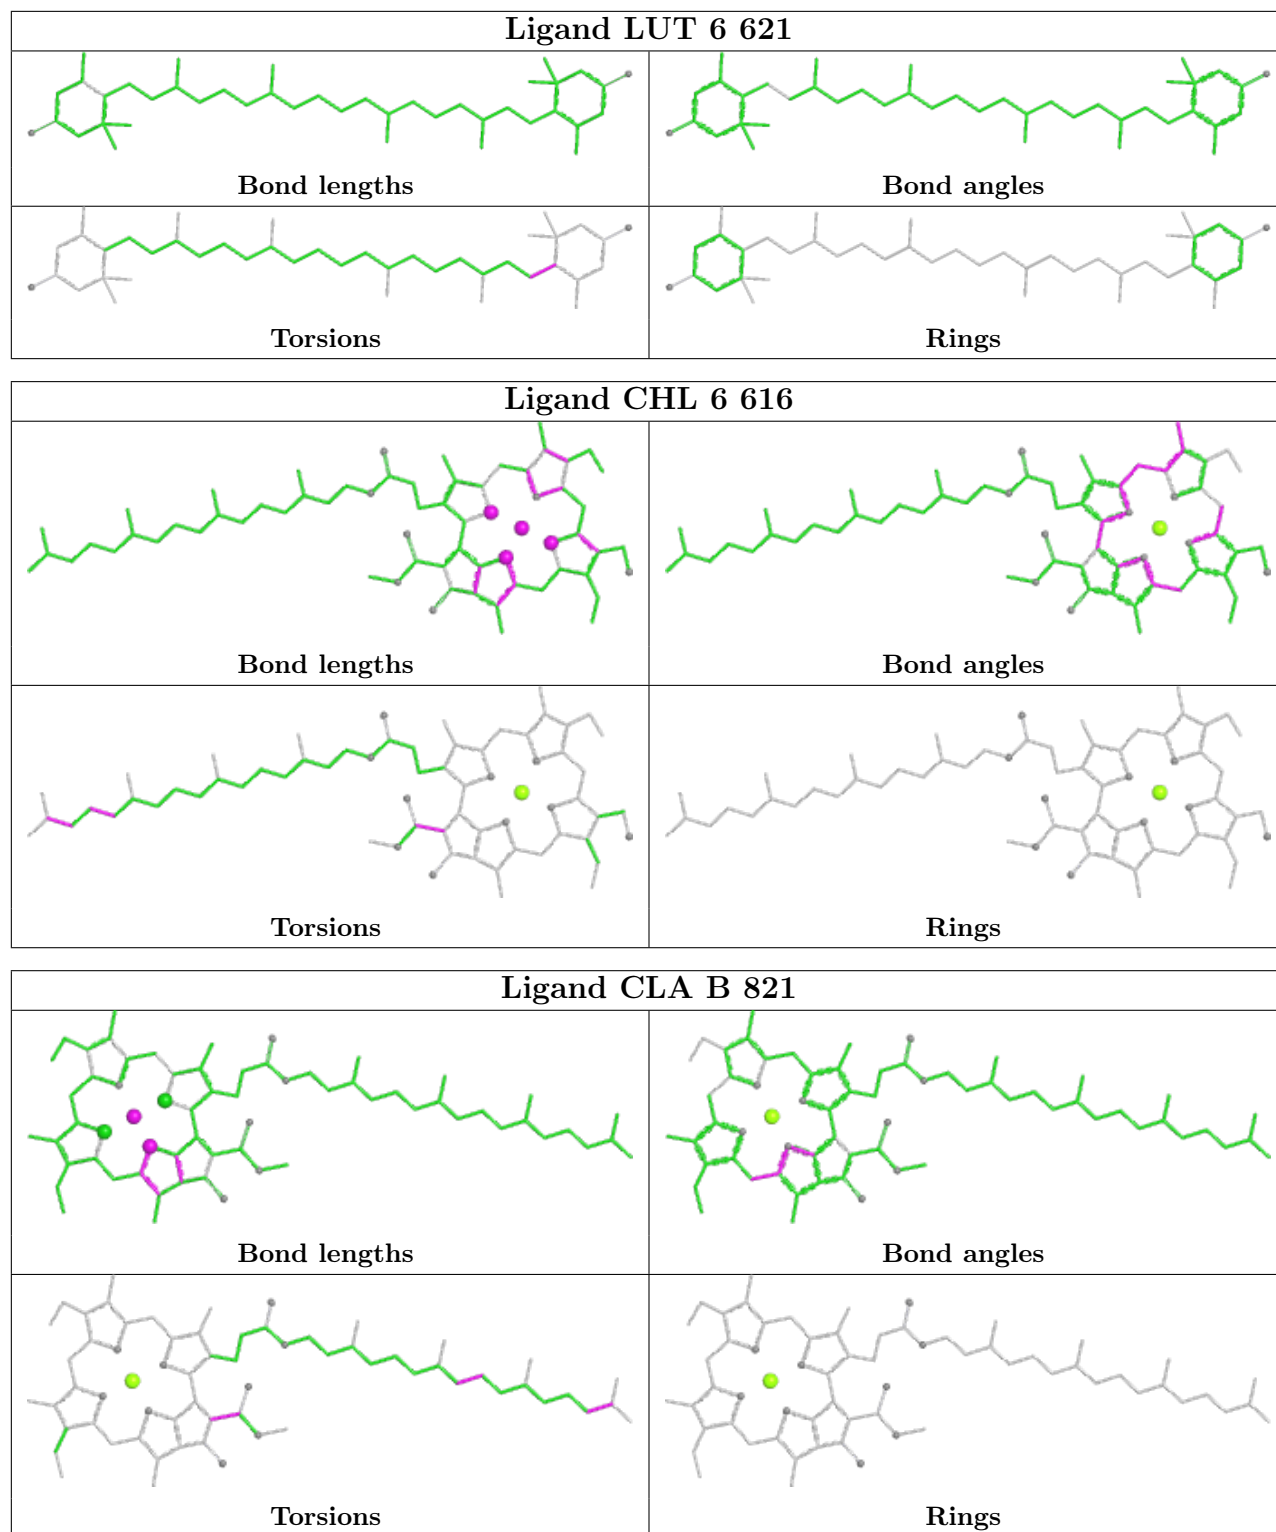 Ligand LUT 6 621
Bond lengths
Bond angles
Torsions
Rings
Ligand CHL 6 616
Bond lengths
Bond angles
Torsions
Rings
Ligand CLA B 821
Bond lengths
Bond angles
Torsions
Rings